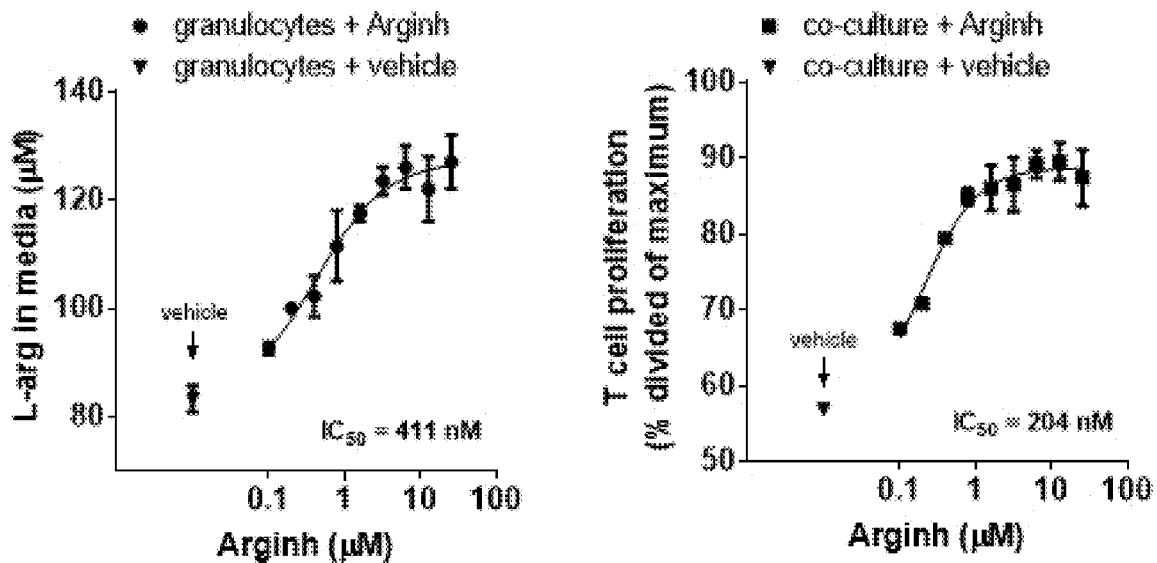 granulocytes + Arginh
granulocytes + vehicle
L-arg in media (µM)
140
120
100
80
vehicle
IC50 = 411 nM
0.1 1 10 100
Arginh (µM)
co-culture + Arginh
co-culture + vehicle
T cell proliferation
(% divided of maximum)
100
90
80
70
60
50
vehicle
IC50 = 204 nM
0.1 1 10 100
Arginh (µM)